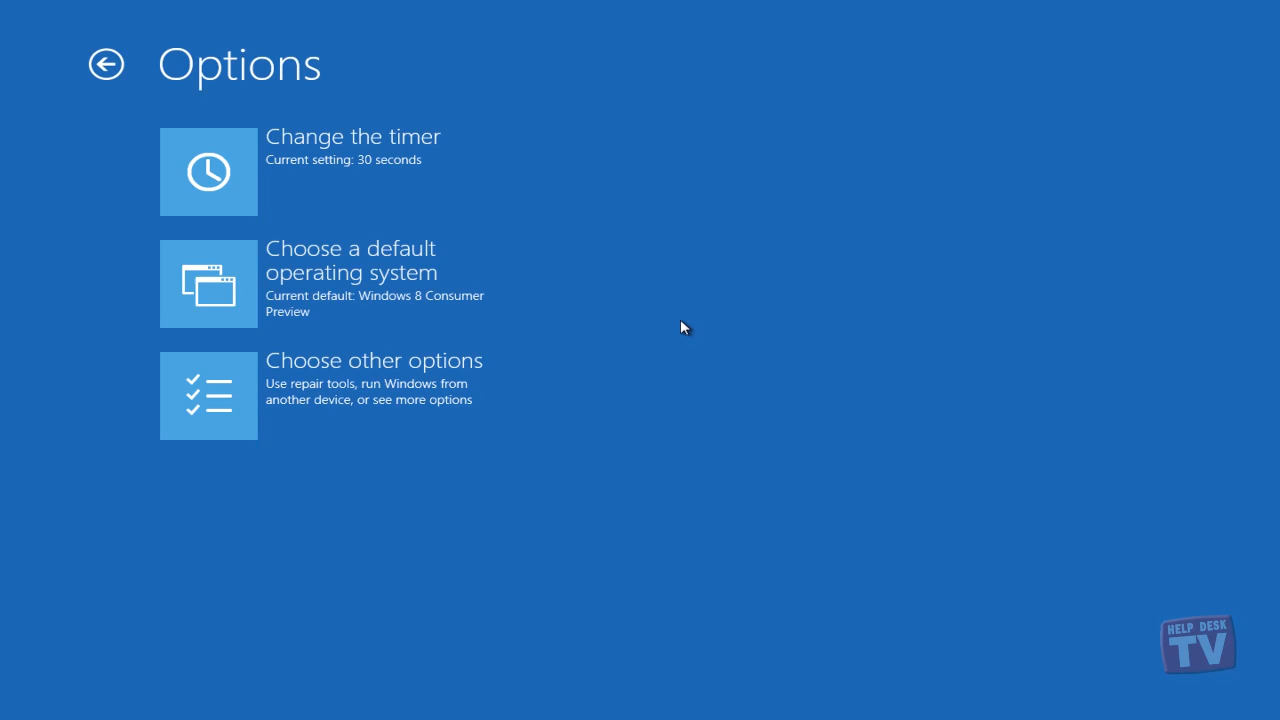 Options
Change the timer
Current setting: 30 seconds
Choose a default
operating system
Current default: Windows 8 Consumer
Preview
Choose other options
Use repair tools, run Windows from
another device, or see more options
HELP DESK
TV